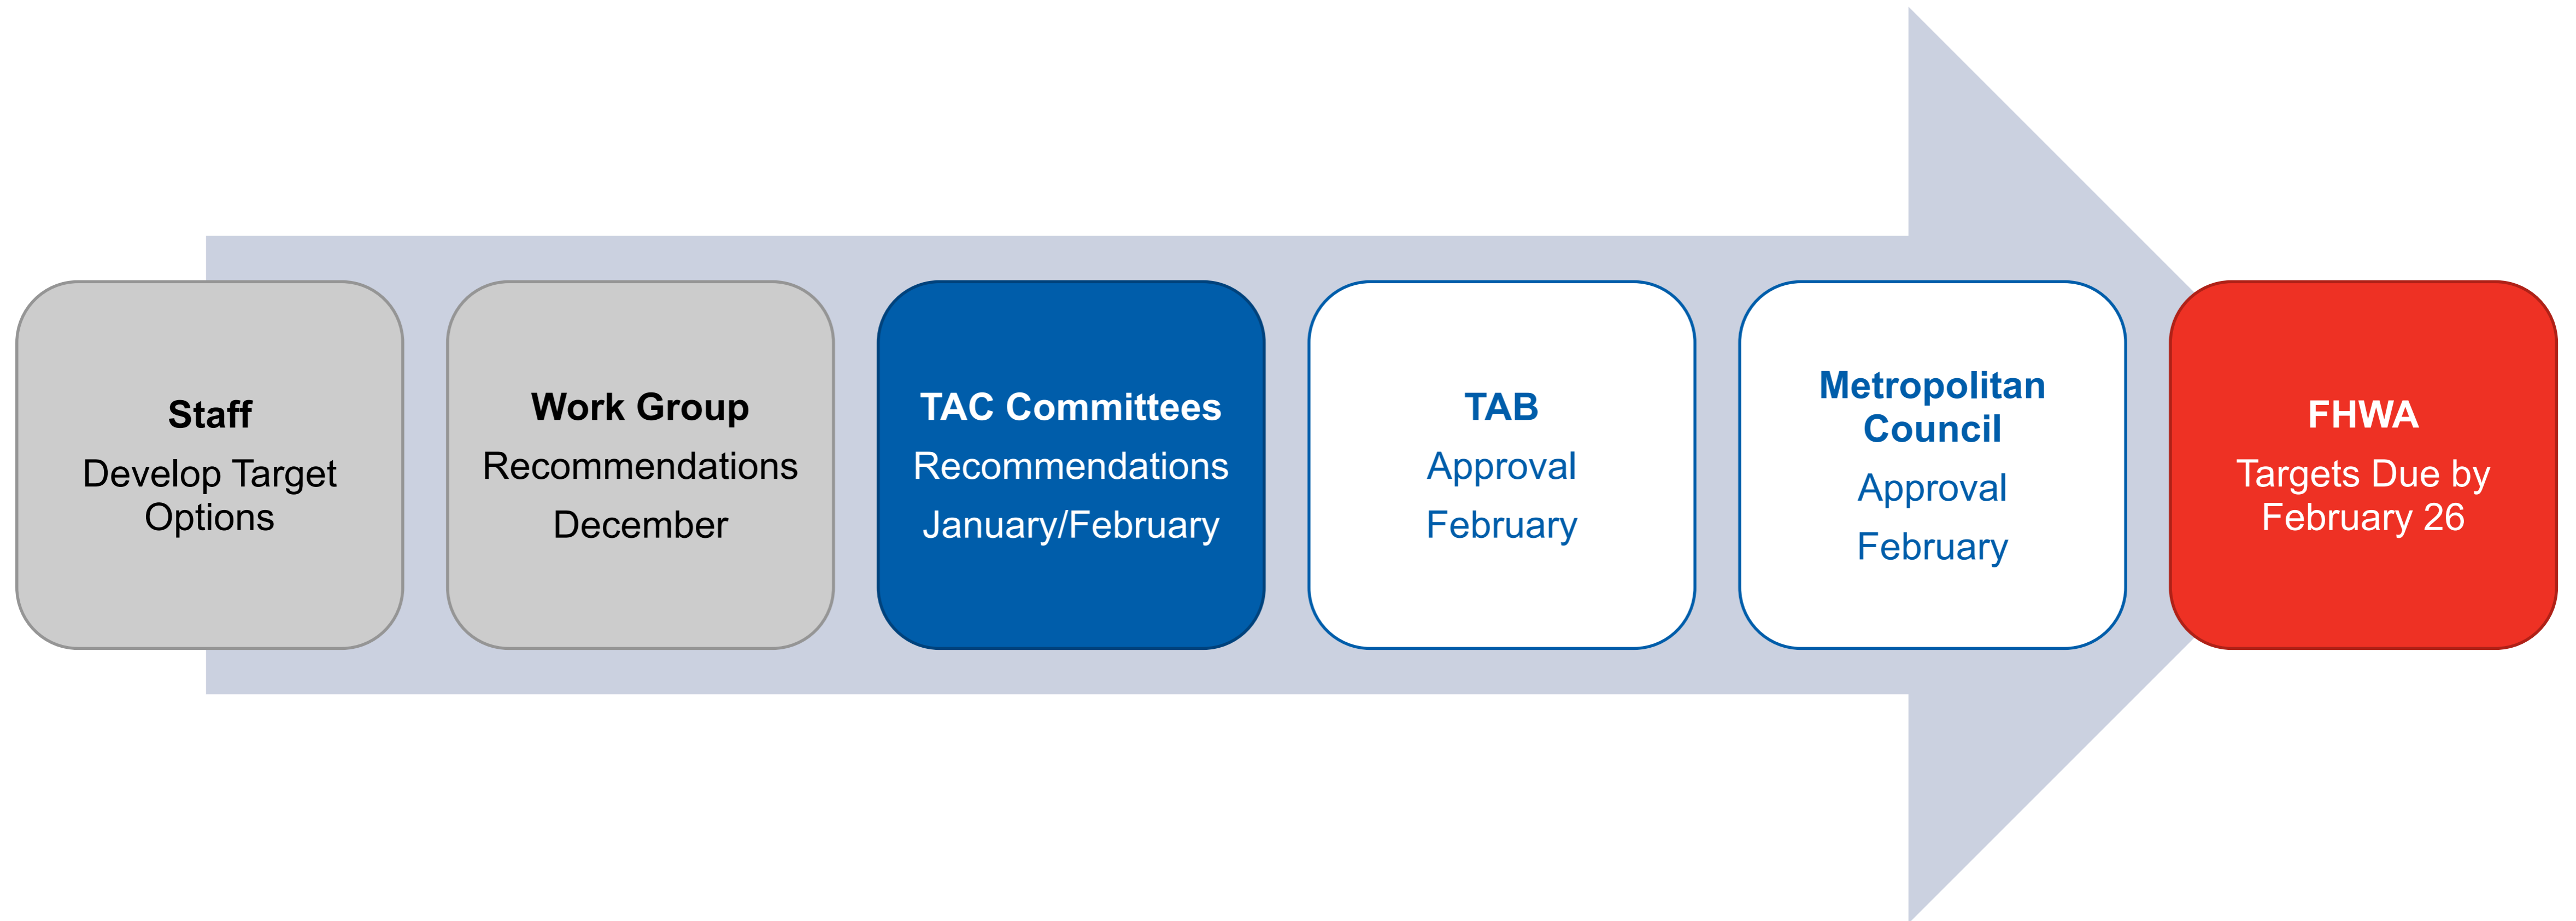 Staff
Develop Target
Options
Work Group
Recommendations
December
TAC Committees
Recommendations
January/February
TAB
Approval
February
Metropolitan
Council
Approval
February
FHWA
Targets Due by
February 26